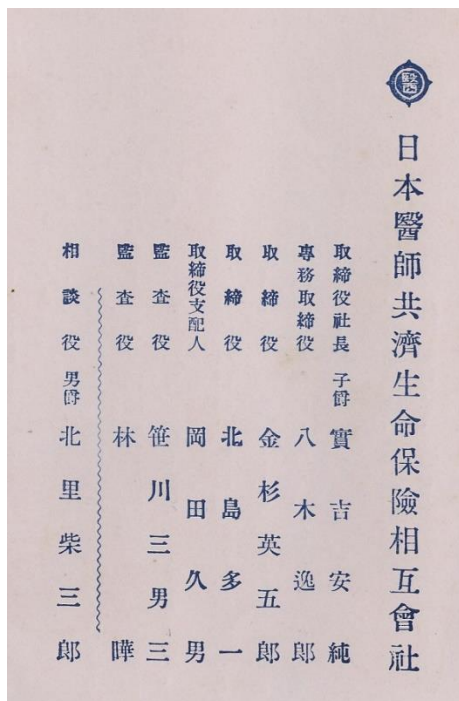 醫
日本醫師共濟生命保險相互會社
取締役社長 子爵 實吉安純
專務取締役 八木逸郎
取締役 金杉英五郎
取締役 北島多一
取締役支配人 岡田久男
監査役 笹川三男三
監査役 林曄
相談役 男爵 北里柴三郎